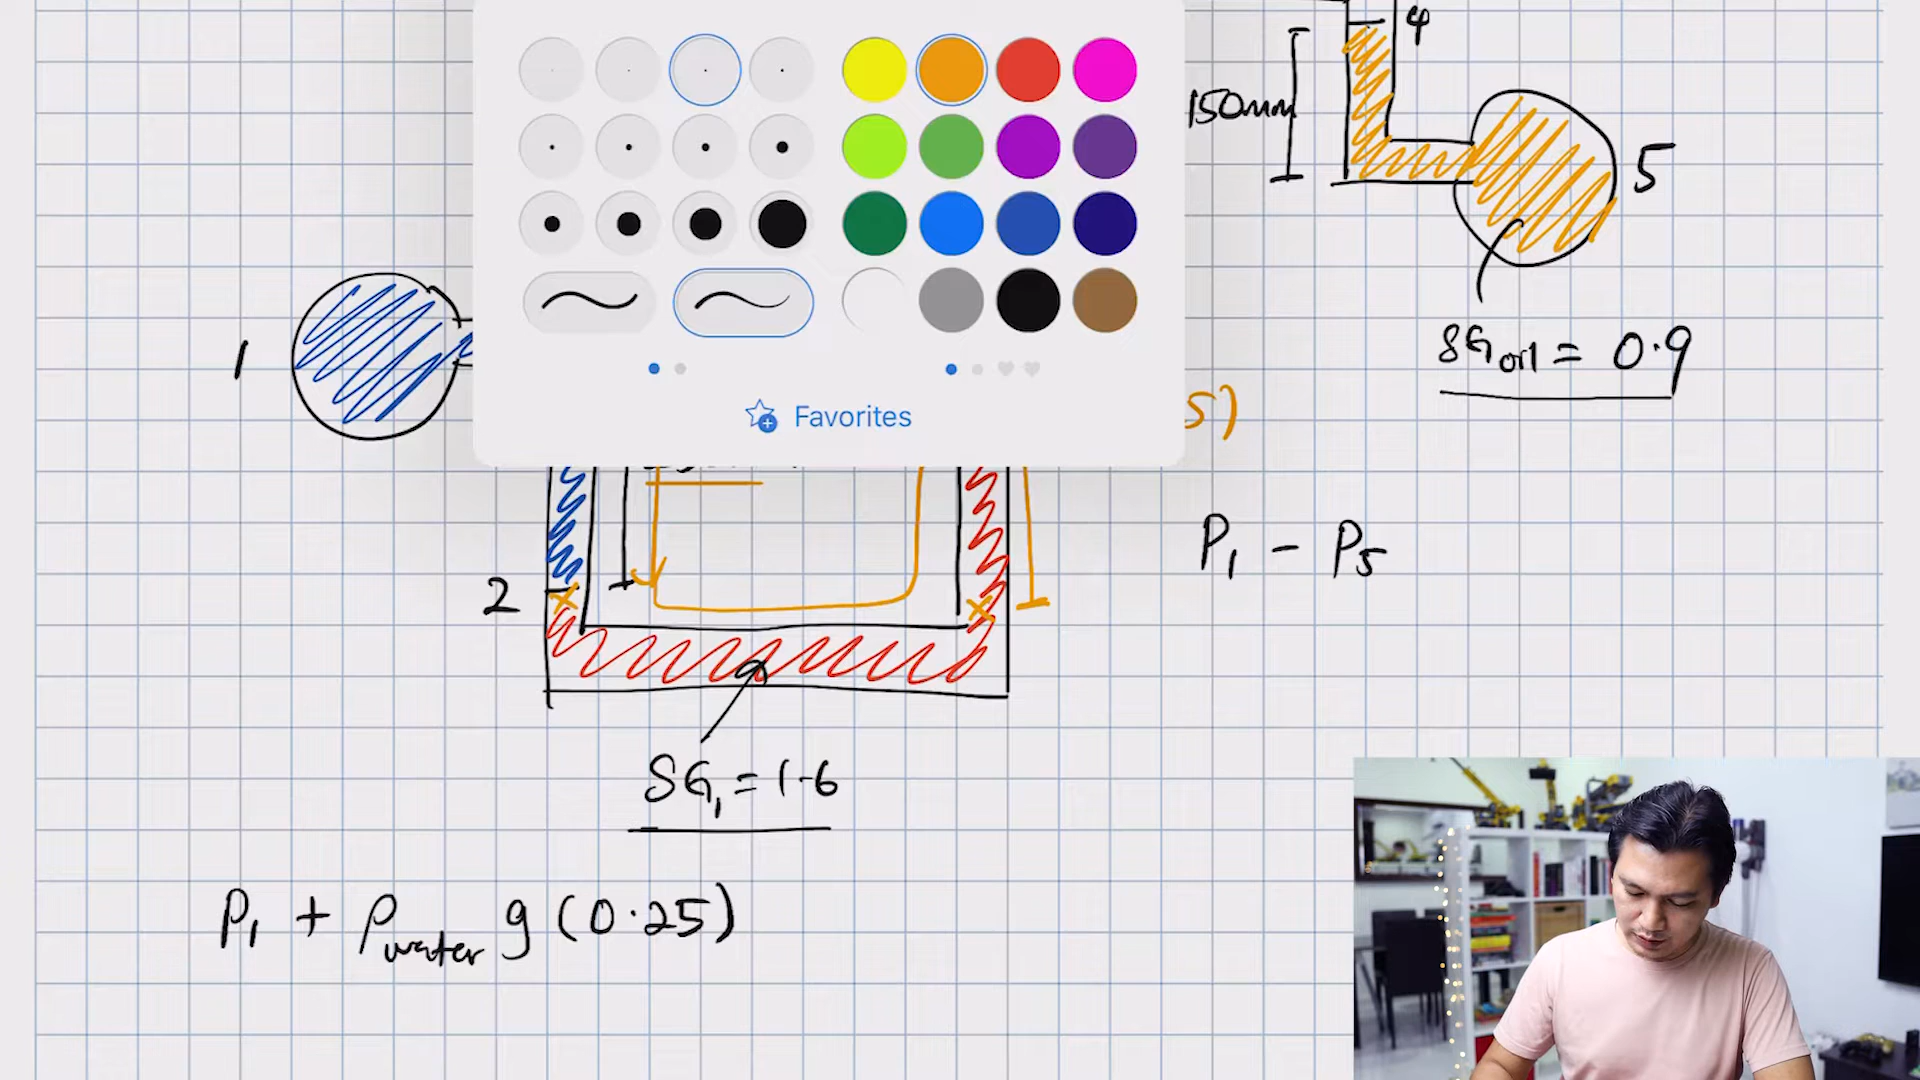 4
150mm
5
1
SGoil = 0.9
Favorites
5)
P1 - P5
2
SG1 = 1.6
P1 + ρwater g (0.25)